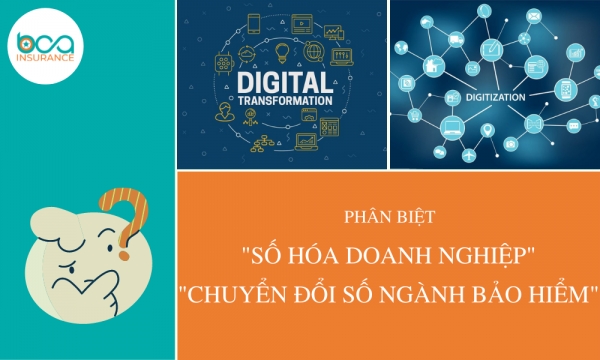 bca
INSURANCE
DIGITAL
TRANSFORMATION
DIGITIZATION
PHÂN BIỆT
"SỐ HÓA DOANH NGHIỆP"
"CHUYỂN ĐỔI SỐ NGÀNH BẢO HIỂM"